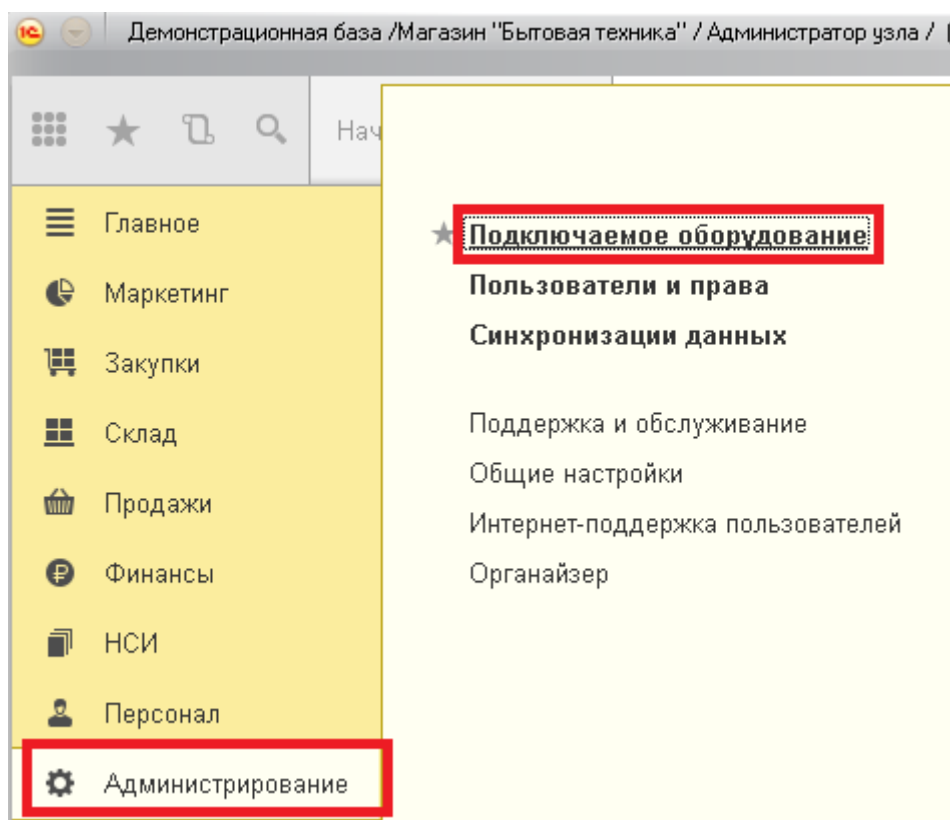 1С Демонстрационная база /Магазин "Бытовая техника" / Администратор узла /
Нач
Главное
Маркетинг
Закупки
Склад
Продажи
Финансы
НСИ
Персонал
Администрирование
Подключаемое оборудование
Пользователи и права
Синхронизации данных
Поддержка и обслуживание
Общие настройки
Интернет-поддержка пользователей
Органайзер